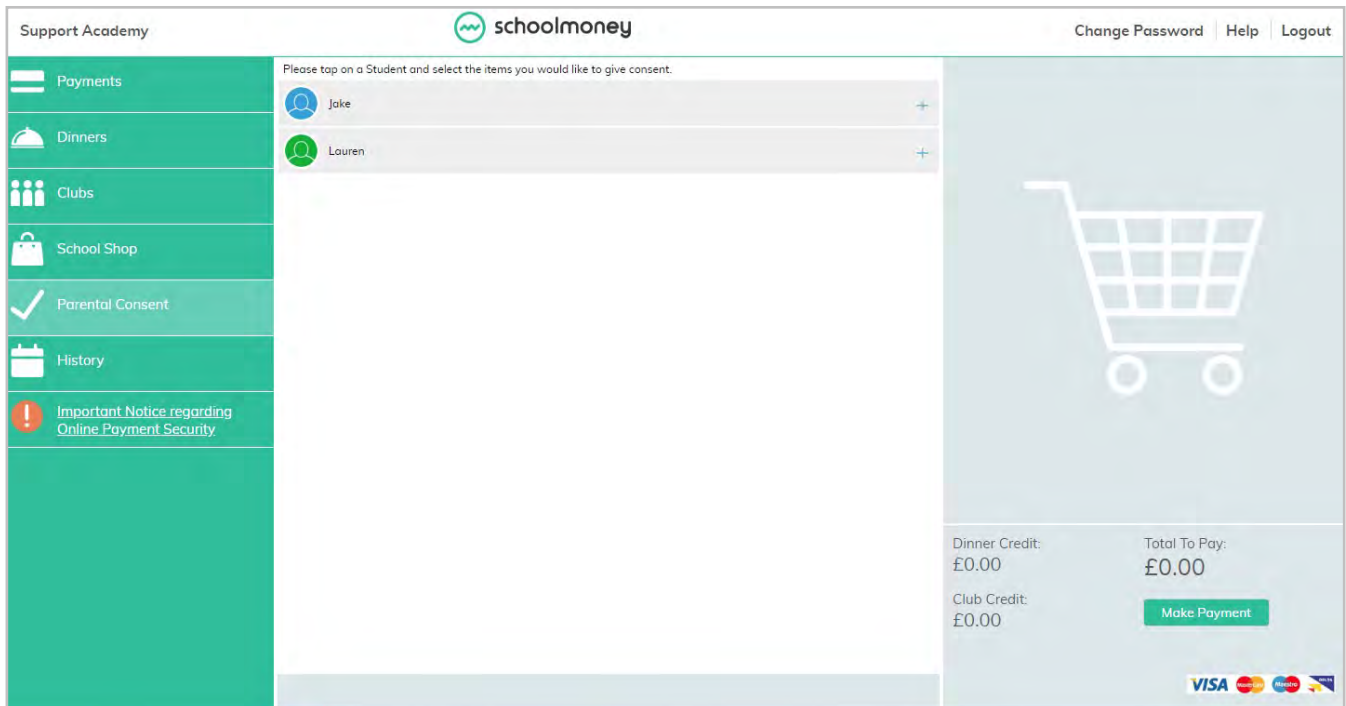 Support Academy
schoolmoney
Change Password
Help
Logout
Payments
Dinners
Clubs
School Shop
Parental Consent
History
Important Notice regarding
Online Payment Security
Please tap on a Student and select the items you would like to give consent.
Jake
+
Lauren
+
Dinner Credit:
£0.00
Club Credit:
£0.00
Total To Pay:
£0.00
Make Payment
VISA
Maestro